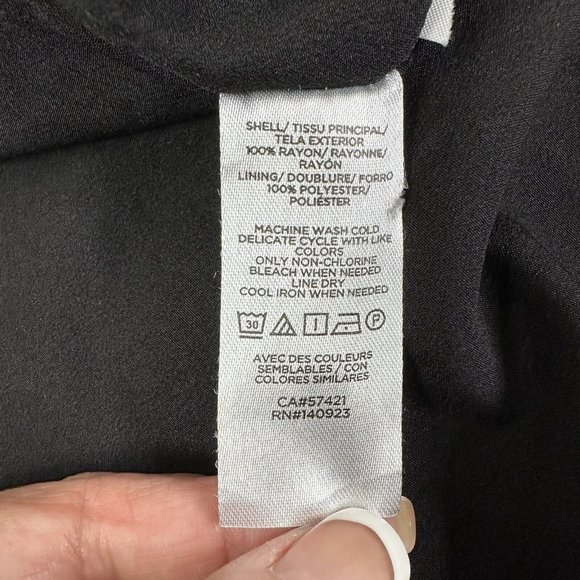 SHELL/ TISSU PRINCIPAL/
TELA EXTERIOR
100% RAYON/ RAYONNE/
RAYÓN
LINING/ DOUBLURE/ FORRO
100% POLYESTER/
POLIÉSTER
MACHINE WASH COLD
DELICATE CYCLE WITH LIKE
COLORS
ONLY NON-CHLORINE
BLEACH WHEN NEEDED
LINE DRY
COOL IRON WHEN NEEDED
30 P
AVEC DES COULEURS
SEMBLABLES / CON
COLORES SIMILARES
CA#57421
RN#140923